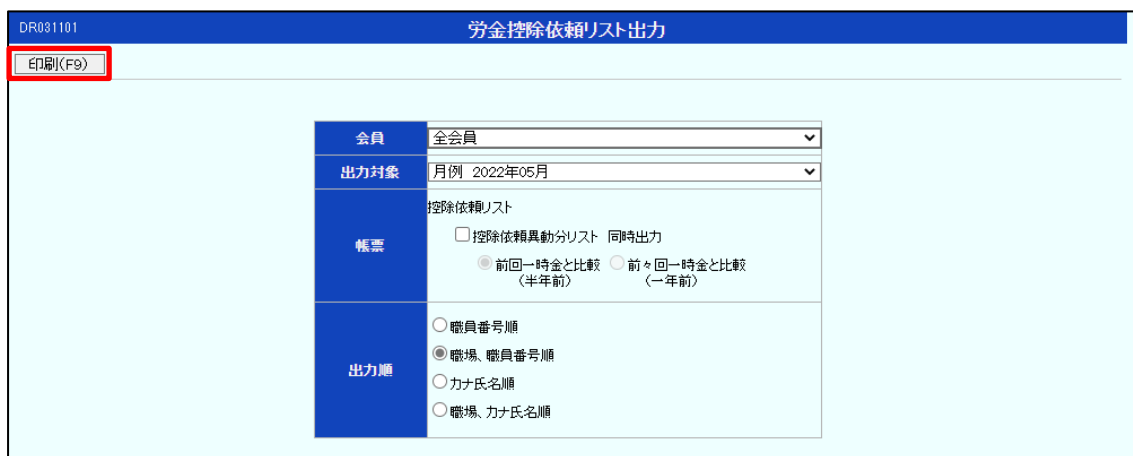 DR031101
労金控除依頼リスト出力
印刷(F9)
会員 全会員
出力対象 月例 2022年05月
帳票
控除依頼リスト
控除依頼異動分リスト 同時出力
前回一時金と比較 前々回一時金と比較
(半年前) (一年前)
出力順
職員番号順
職場、職員番号順
カナ氏名順
職場、カナ氏名順